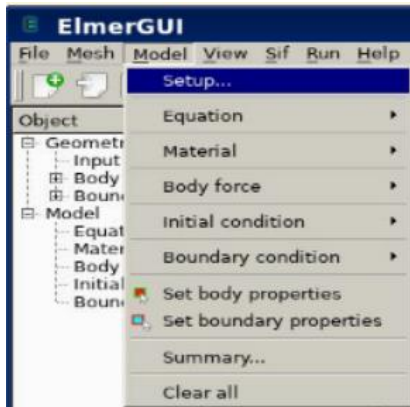 ElmerGUI
File Mesh Model View Sif Run Help
Setup...
Object
Equation
Geometr
Input
Material
Body
Boun
Body force
Model
Equat
Initial condition
Mater
Body
Boundary condition
Initial
Boun
Set body properties
Set boundary properties
Summary...
Clear all